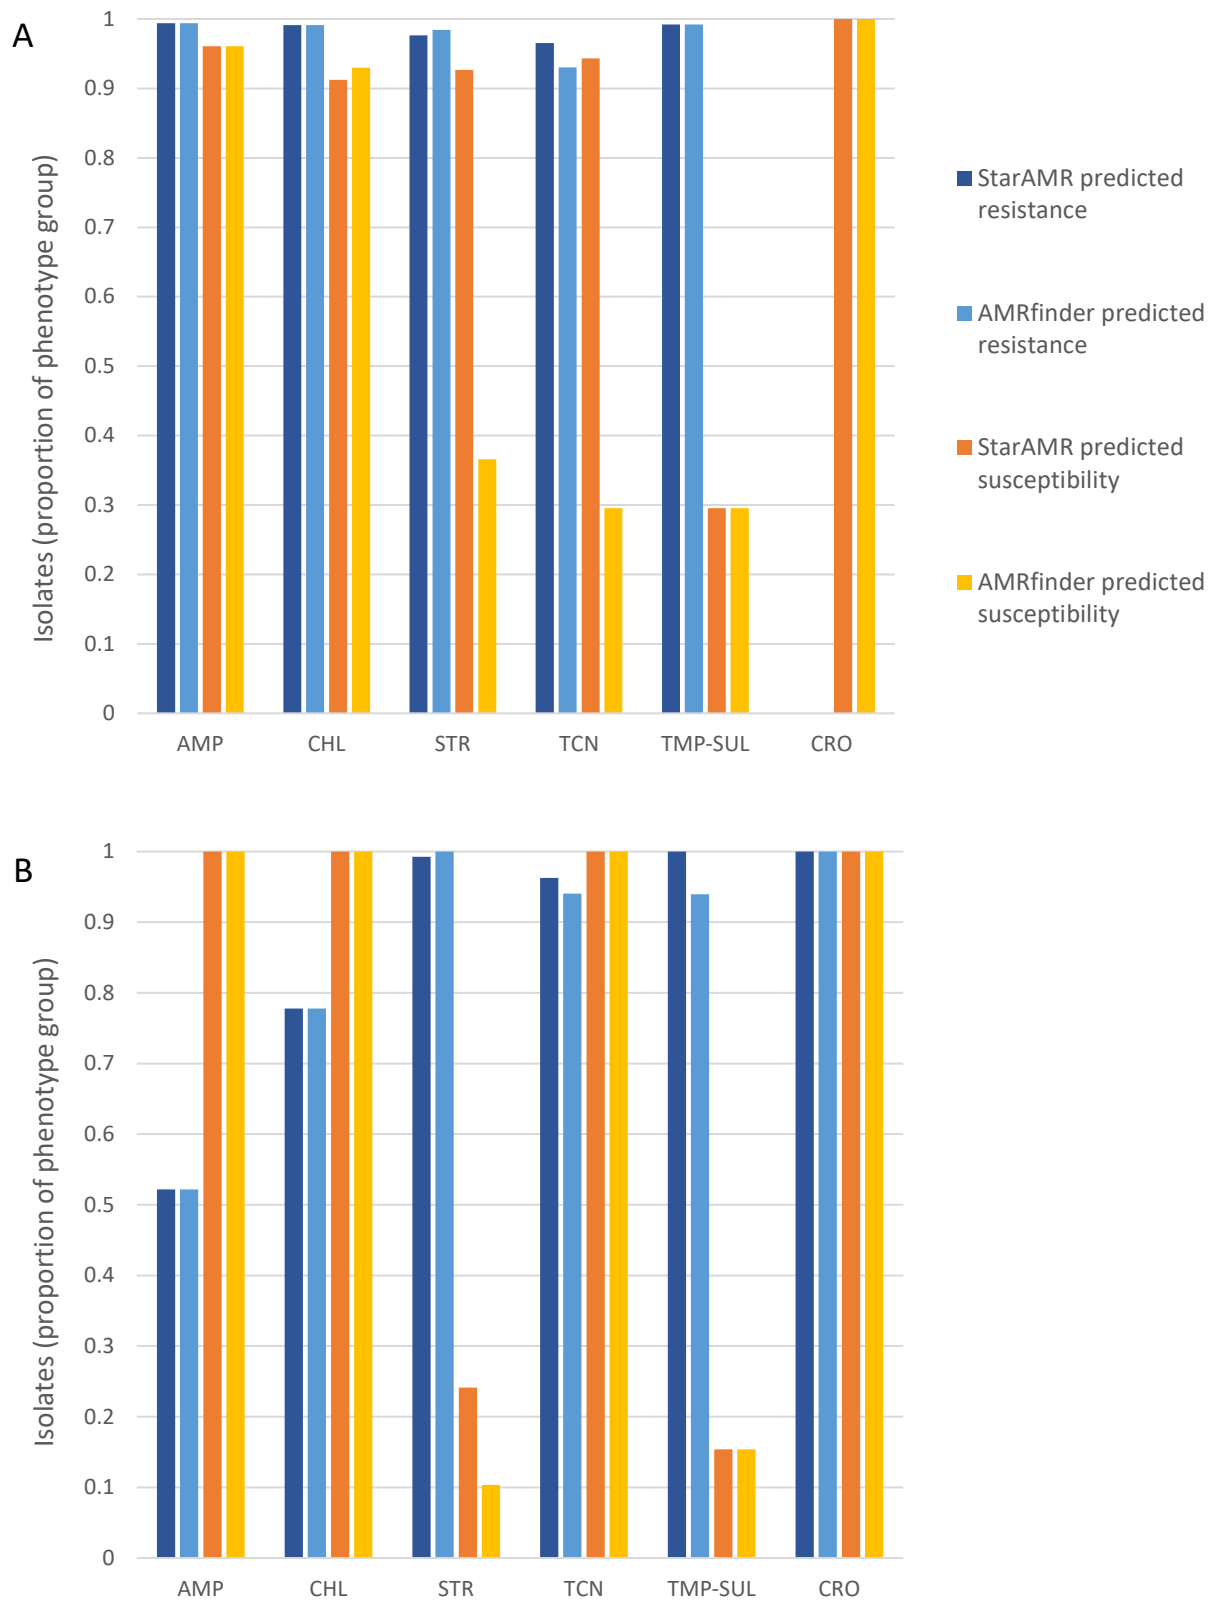 A
Isolates (proportion of phenotype group)
1
0.9
0.8
0.7
0.6
0.5
0.4
0.3
0.2
0.1
0
AMP CHL STR TCN TMP-SUL CRO
StarAMR predicted
resistance
AMRfinder predicted
resistance
StarAMR predicted
susceptibility
AMRfinder predicted
susceptibility
B
Isolates (proportion of phenotype group)
1
0.9
0.8
0.7
0.6
0.5
0.4
0.3
0.2
0.1
0
AMP CHL STR TCN TMP-SUL CRO